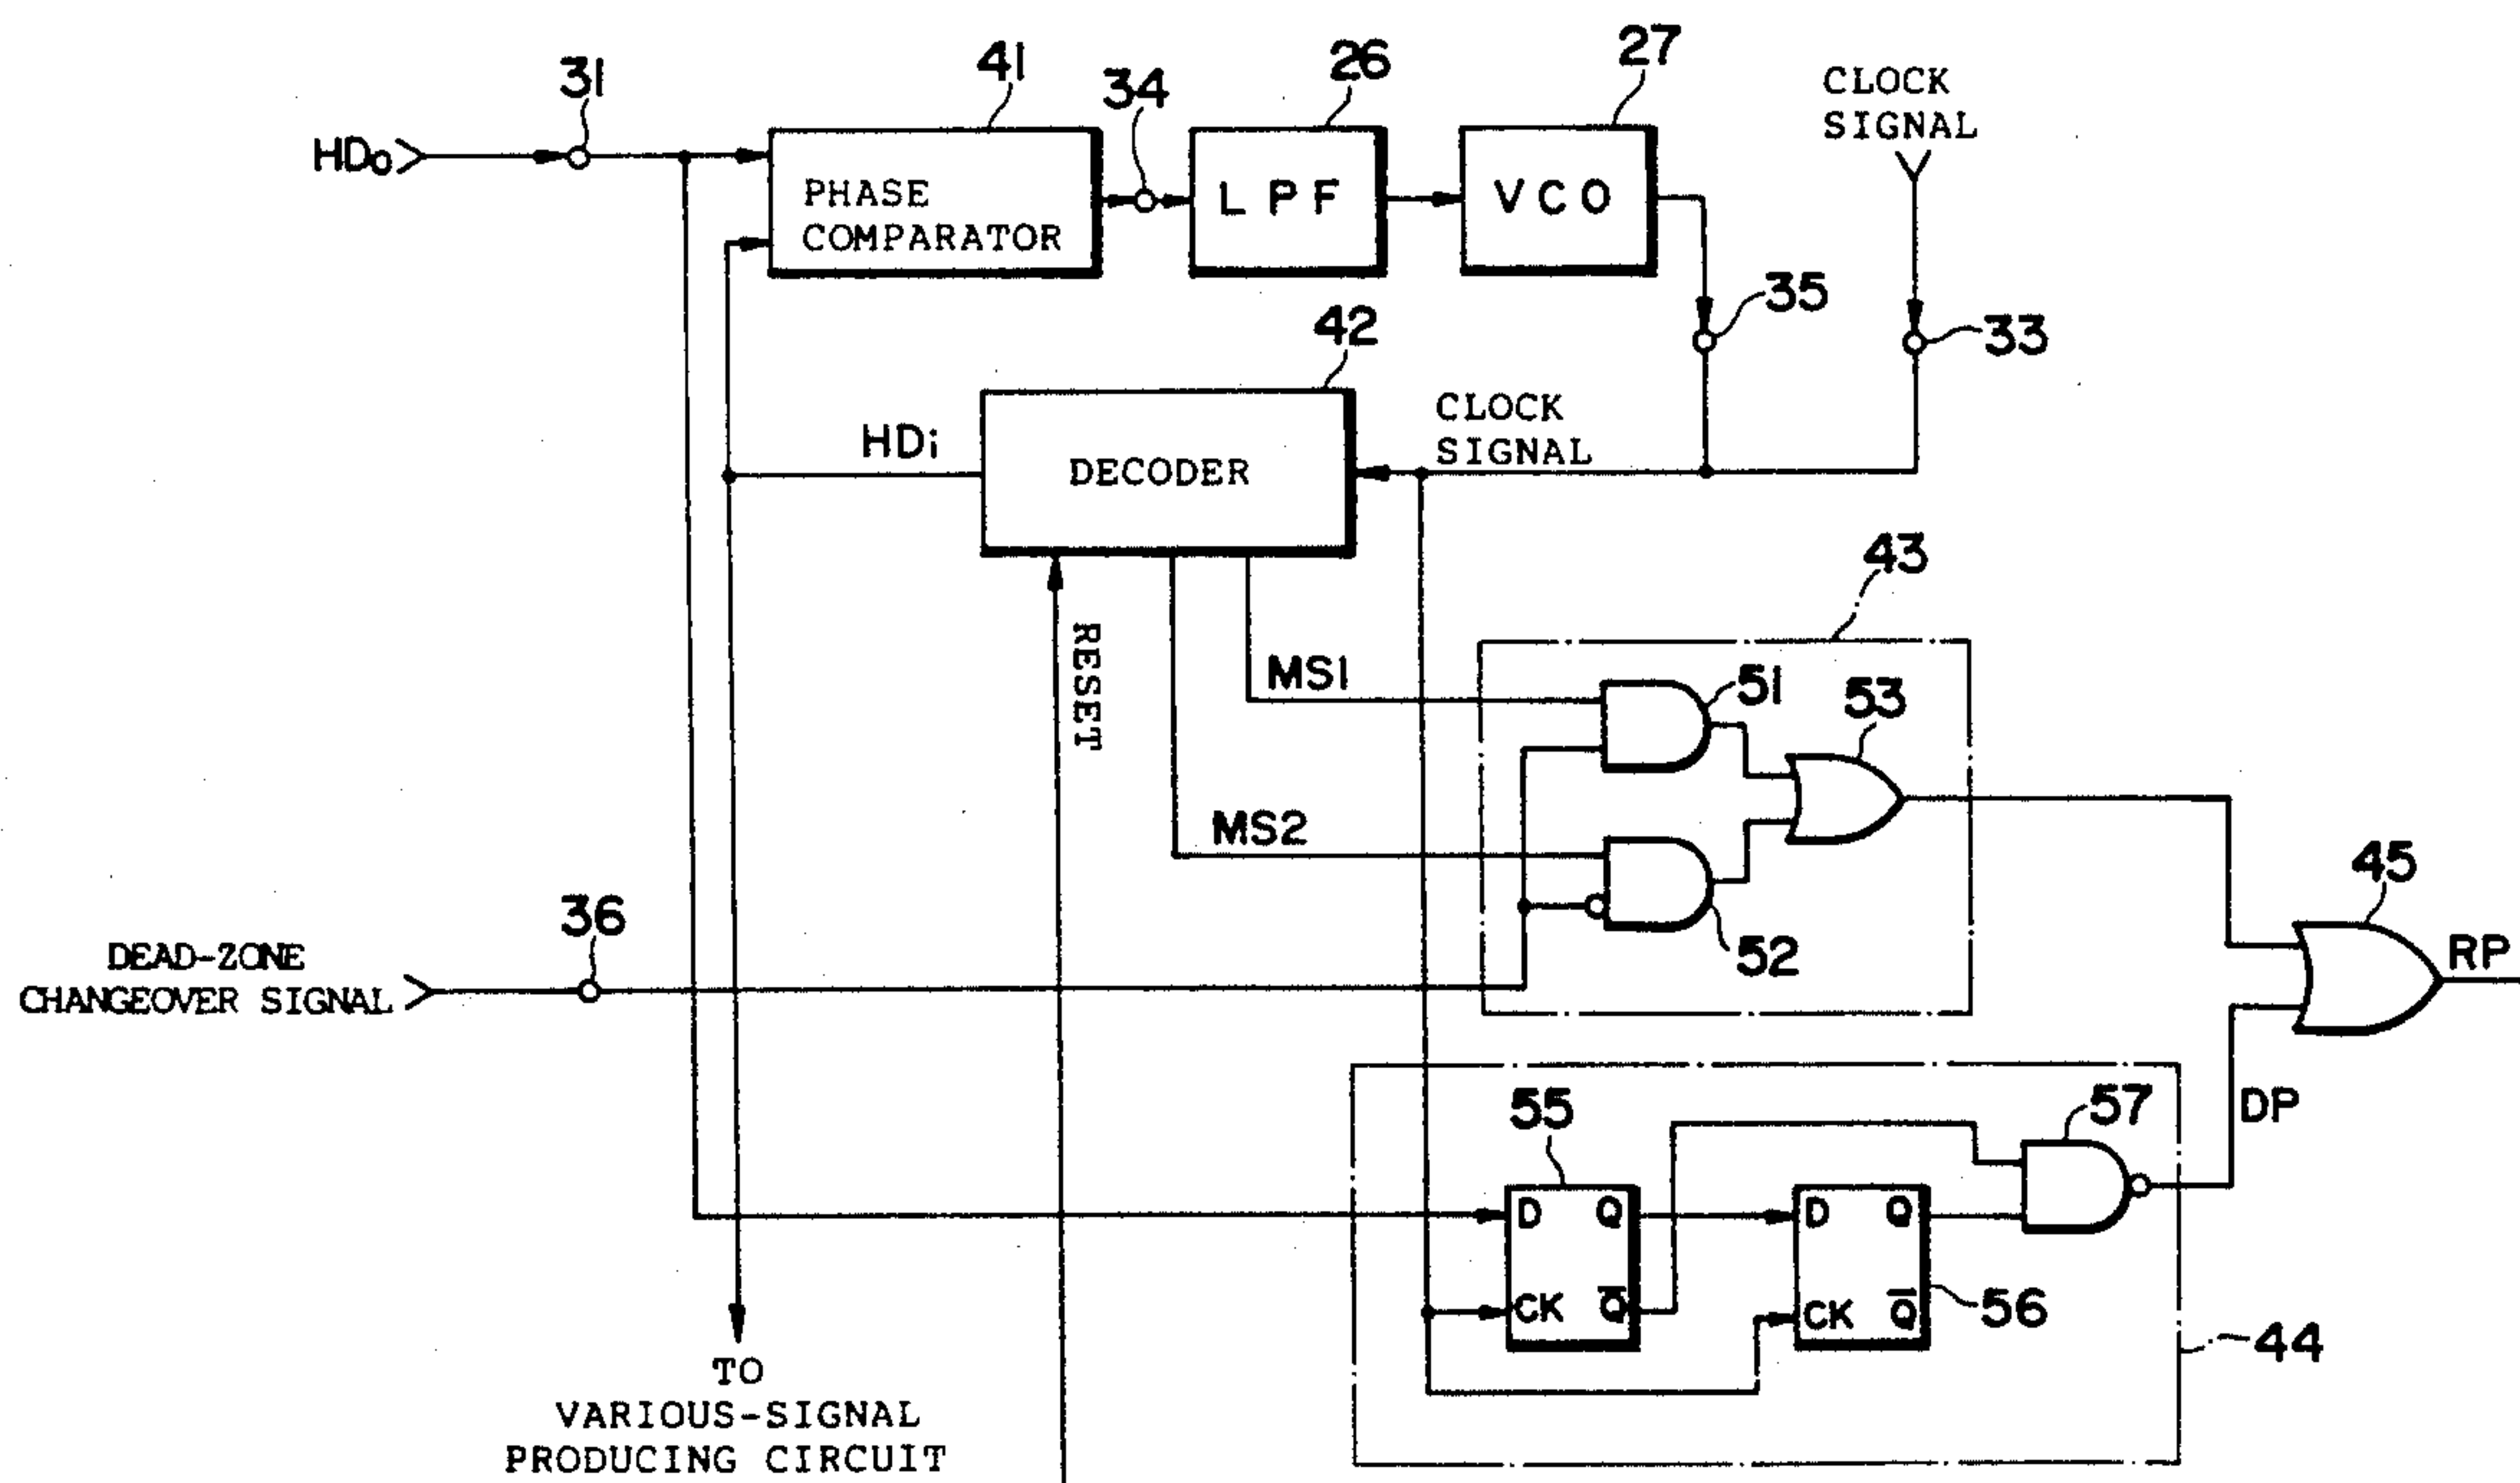 31
41
34
26
27
CLOCK
SIGNAL
HDo
PHASE
COMPARATOR
LPF
VCO
35
33
42
HDi
DECODER
CLOCK
SIGNAL
43
RESET
MS1
51
53
MS2
52
45
RP
36
DEAD-ZONE
CHANGEOVER SIGNAL
DP
55
57
D Q
D Q
CK Q̅
CK Q̅
56
44
TO
VARIOUS-SIGNAL
PRODUCING CIRCUIT